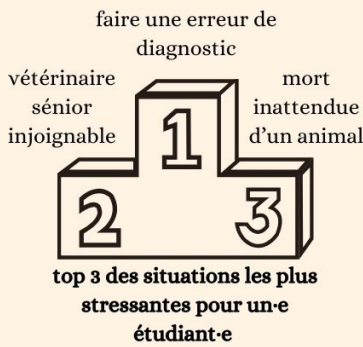 faire une erreur de
diagnostic
vétérinaire
sénior
injoignable
mort
inattendue
d'un animal
1
2
3
top 3 des situations les plus
stressantes pour un·e
étudiant·e